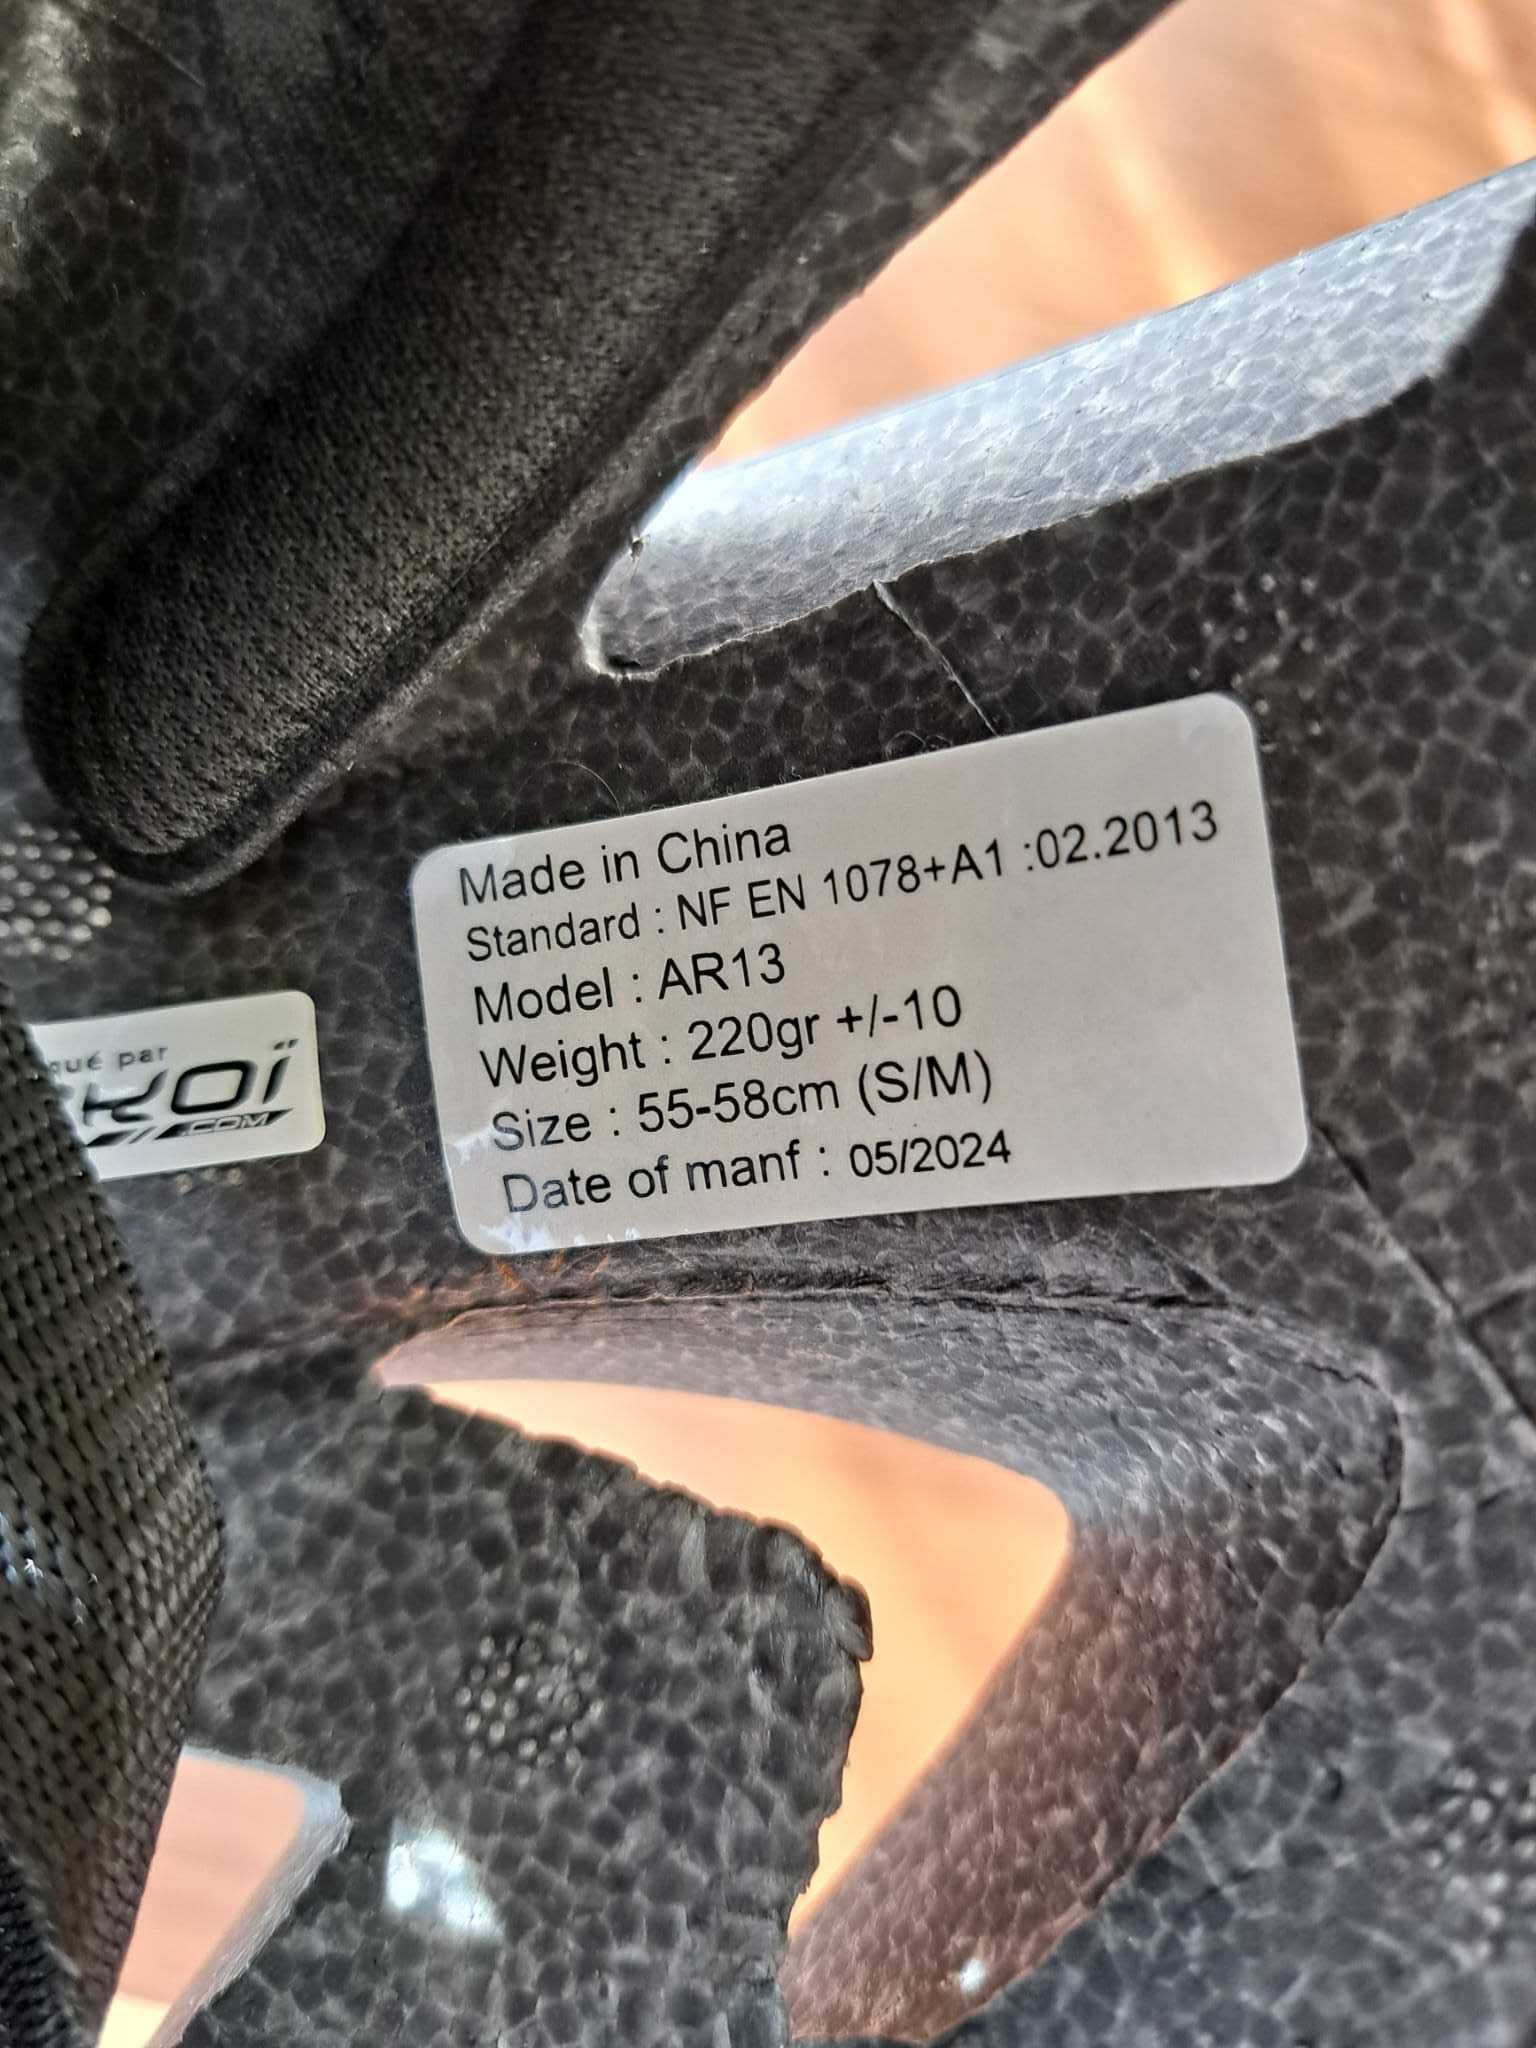 Made in China
Standard : NF EN 1078+A1 :02.2013
Model : AR13
Weight : 220gr +/-10
Size : 55-58cm (S/M)
Date of manf : 05/2024
par
.COM